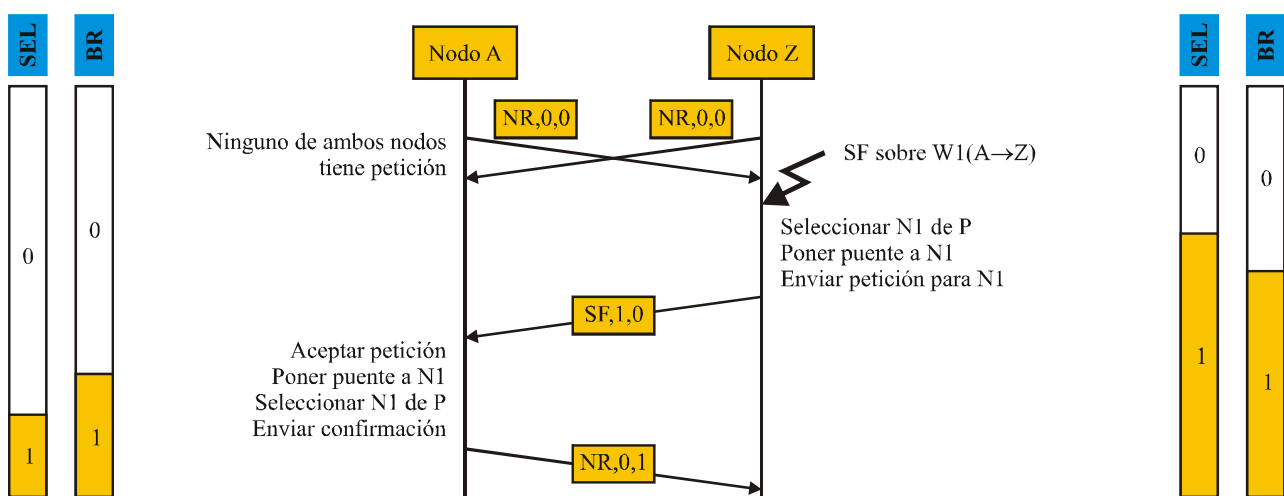 SEL
BR
Nodo A
Nodo Z
SEL
BR
NR,0,0
NR,0,0
Ninguno de ambos nodos
tiene petición
SF sobre W1(A→Z)
0
0
0
0
Seleccionar N1 de P
Poner puente a N1
Enviar petición para N1
SF,1,0
Aceptar petición
Poner puente a N1
Seleccionar N1 de P
Enviar confirmación
1
1
1
1
NR,0,1